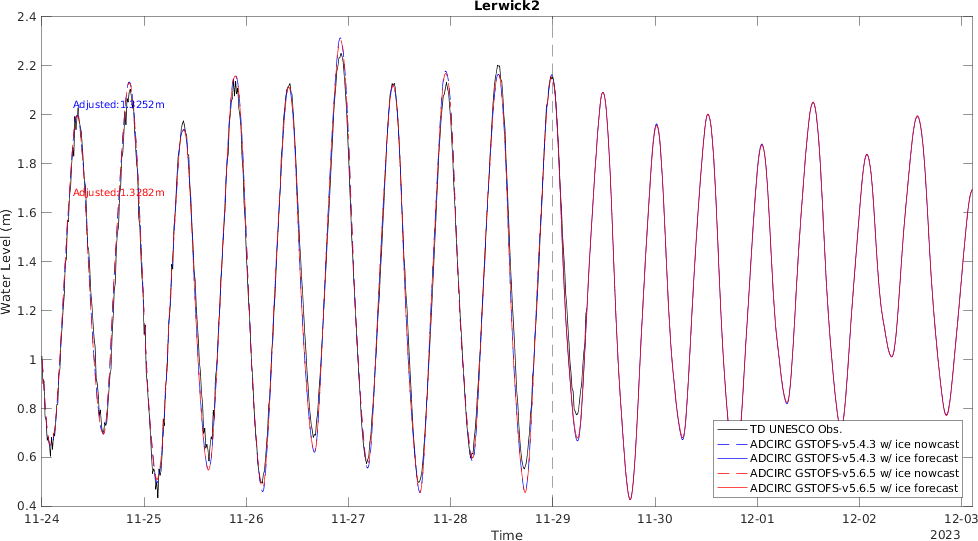 Lerwick2
2.4
2.2
2
1.8
1.6
1.4
1.2
1
0.8
0.6
0.4
Water Level (m)
Adjusted:1.3252m
Adjusted:1.3282m
TD UNESCO Obs.
ADCIRC GSTOFS-v5.4.3 w/ ice nowcast
ADCIRC GSTOFS-v5.4.3 w/ ice forecast
ADCIRC GSTOFS-v5.6.5 w/ ice nowcast
ADCIRC GSTOFS-v5.6.5 w/ ice forecast
11-24 11-25 11-26 11-27 11-28 11-29 11-30 12-01 12-02 12-03
Time
2023